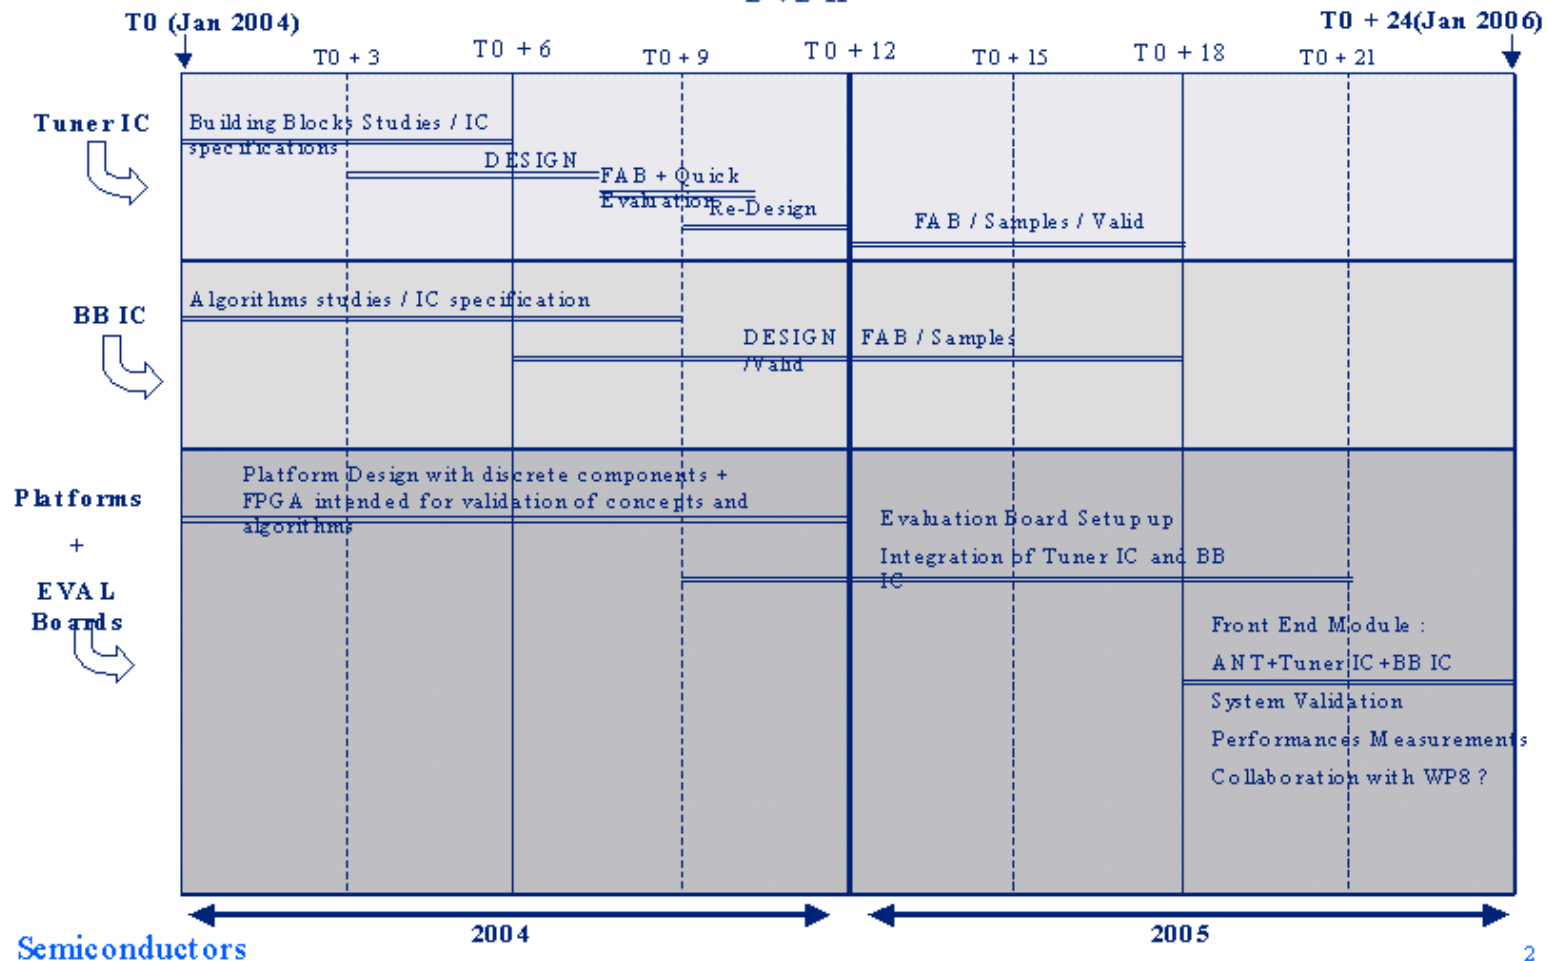 T0 (Jan 2004)
T0 + 24(Jan 2006)
T0 + 3
T0 + 6
T0 + 9
T0 + 12
T0 + 15
T0 + 18
T0 + 21
Tuner IC
Building Blocks Studies / IC
specifications
DESIGN
FAB + Quick
Evaluation
Re-Design
FAB / Samples / Valid
BB IC
Algorithms studies / IC specification
DESIGN
/Valid
FAB / Samples
Platforms
+
EVAL
Boards
Platform Design with discrete components +
FPGA intended for validation of concepts and
algorithms
Evaluation Board Setup up
Integration of Tuner IC and BB
IC
Front End Module :
ANT+Tuner IC+BB IC
System Validation
Performances Measurements
Collaboration with WP8 ?
2004
2005
Semiconductors
2